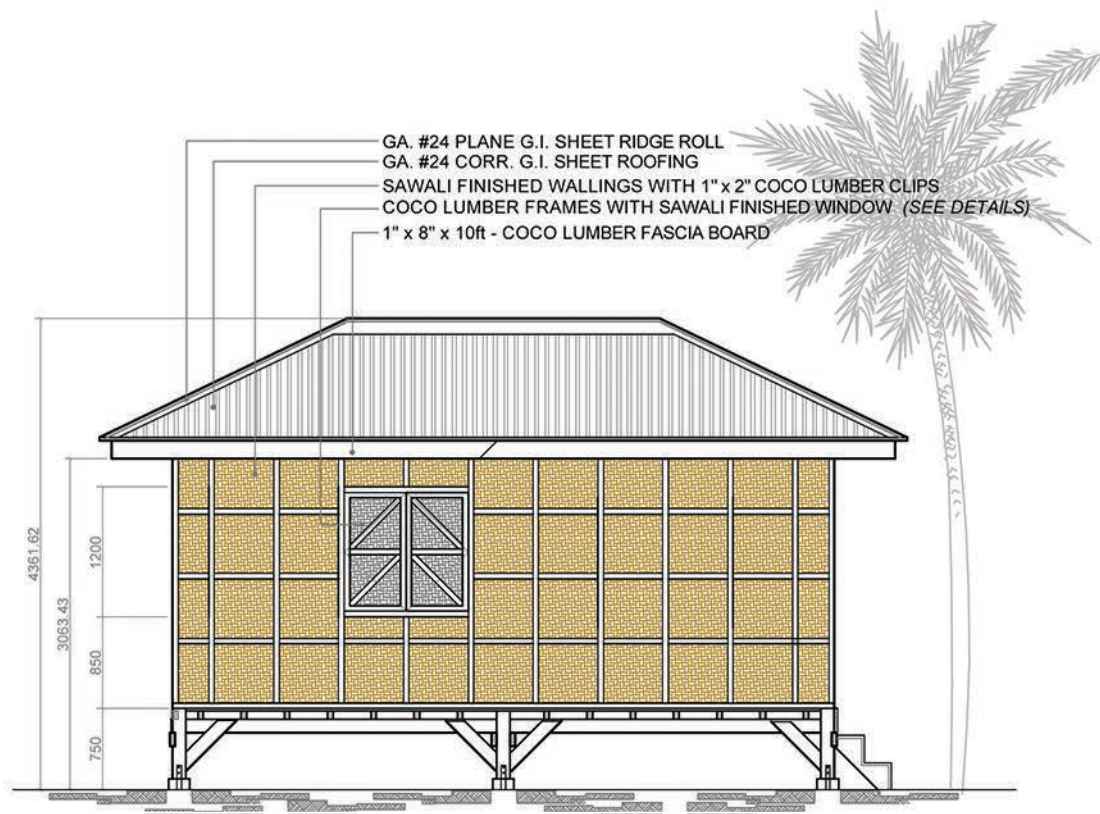 GA. #24 PLANE G.I. SHEET RIDGE ROLL
GA. #24 CORR. G.I. SHEET ROOFING
SAWALI FINISHED WALLINGS WITH 1" x 2" COCO LUMBER CLIPS
COCO LUMBER FRAMES WITH SAWALI FINISHED WINDOW (SEE DETAILS)
1" x 8" x 10ft - COCO LUMBER FASCIA BOARD
4361.62
3063.43
1200
850
750